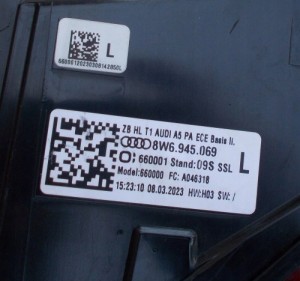 L
ZB HL T1 AUDI A5 PA ECE Basis li.
8W6.945.069
660001 Stand:09S SSL
L
Model:660000 FC: A046318
15:23:10 08.03.2023 HW:H03 SW:/